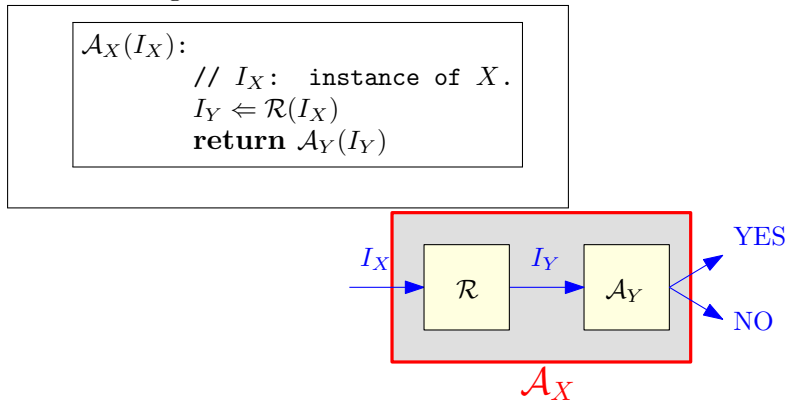 𝒜_X(I_X):
// I_X: instance of X.
I_Y ⇐ ℛ(I_X)
return 𝒜_Y(I_Y)
YES
I_X
I_Y
ℛ
𝒜_Y
NO
𝒜_X